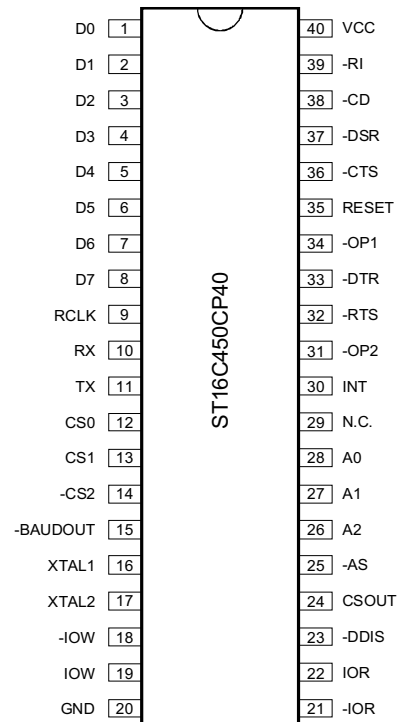 D0 1 40 VCC
D1 2 39 -RI
D2 3 38 -CD
D3 4 37 -DSR
D4 5 36 -CTS
D5 6 35 RESET
D6 7 34 -OP1
D7 8 33 -DTR
RCLK 9 32 -RTS
RX 10 31 -OP2
TX 11 30 INT
CS0 12 29 N.C.
CS1 13 28 A0
-CS2 14 27 A1
-BAUDOUT 15 26 A2
XTAL1 16 25 -AS
XTAL2 17 24 CSOUT
-IOW 18 23 -DDIS
IOW 19 22 IOR
GND 20 21 -IOR
ST16C450CP40